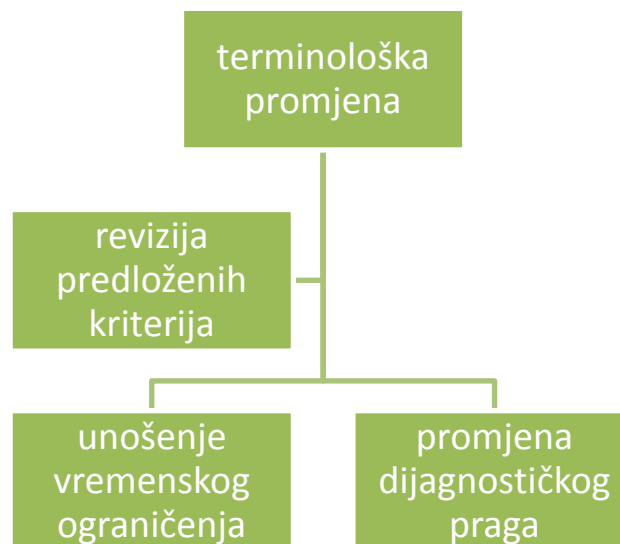 terminološka
promjena
revizija
predloženih
kriterija
unošenje
vremenskog
ograničenja
promjena
dijagnostičkog
praga